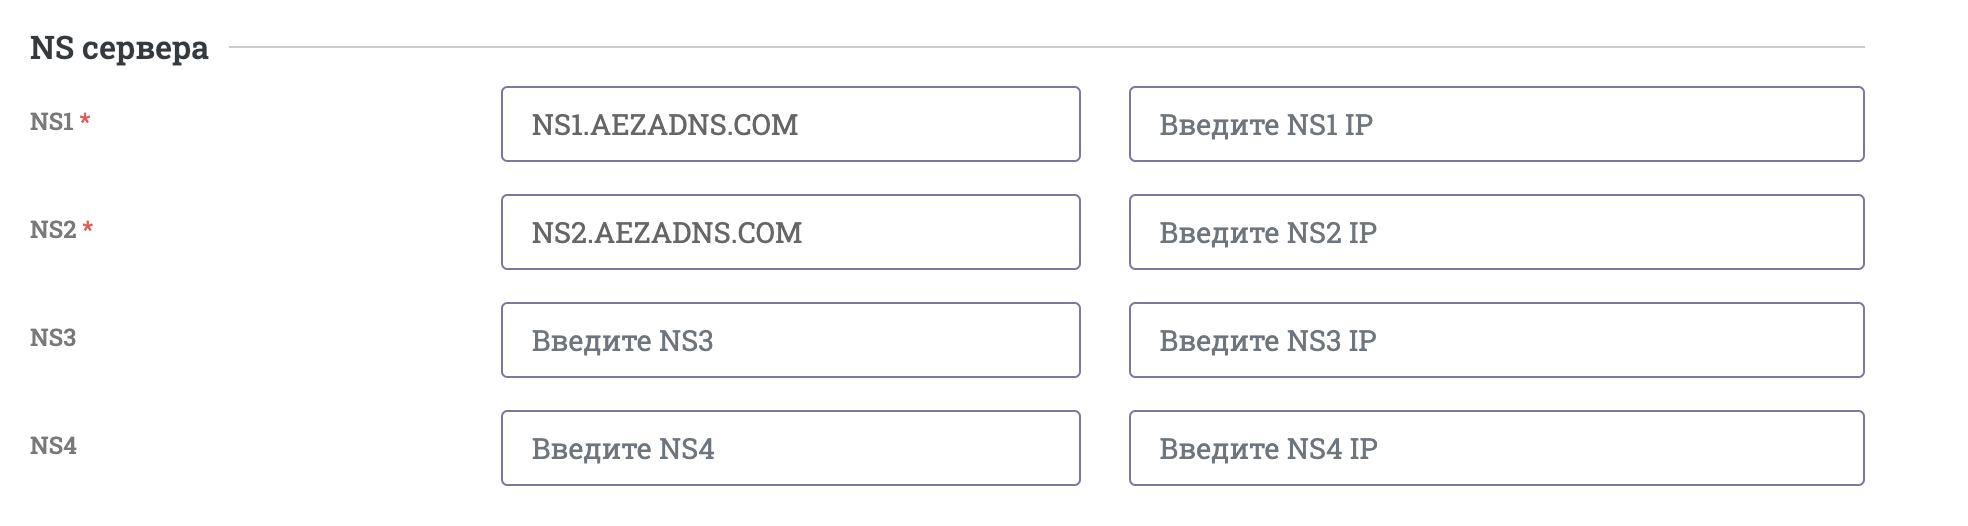 NS сервера
NS1 *
NS1.AEZADNS.COM
Введите NS1 IP
NS2 *
NS2.AEZADNS.COM
Введите NS2 IP
NS3
Введите NS3
Введите NS3 IP
NS4
Введите NS4
Введите NS4 IP